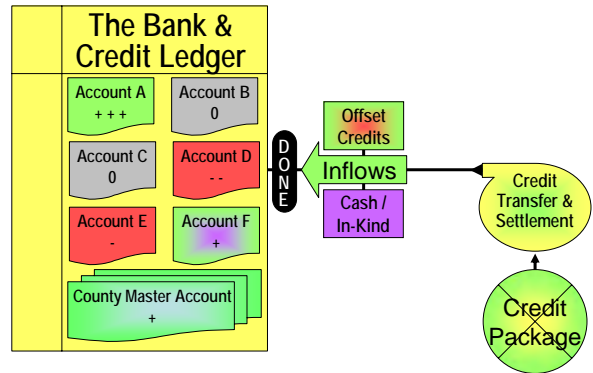 The Bank &
Credit Ledger
Account A
+ + +
Account B
0
Account C
0
Account D
- -
Account E
-
Account F
+
County Master Account
+
D
O
N
E
Offset
Credits
Inflows
Cash /
In-Kind
Credit
Transfer &
Settlement
Credit
Package